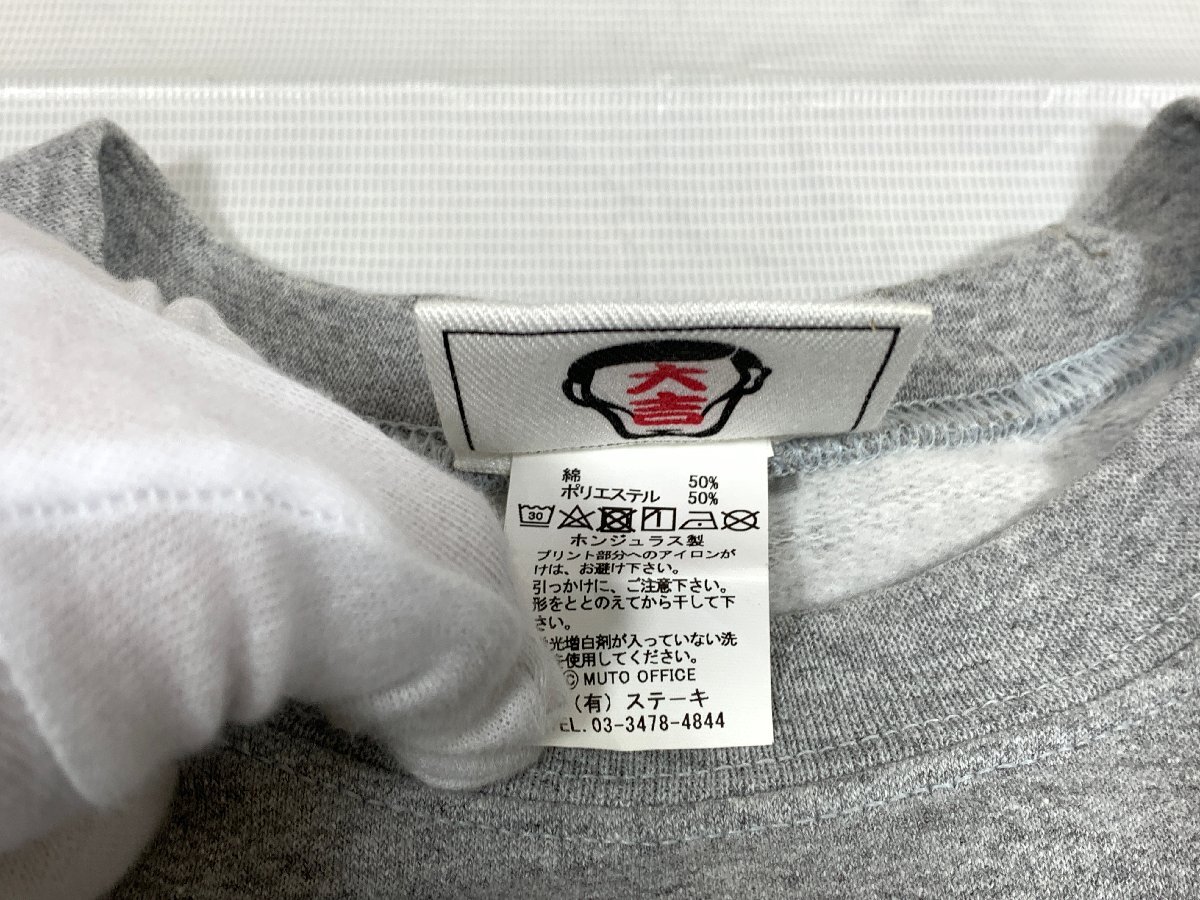 大吉
綿 50%
ポリエステル 50%
30
ホンジュラス製
プリント部分へのアイロンが
けは、お避け下さい。
引っかけに、ご注意下さい。
形をととのえてから干して下
さい。
光増白剤が入っていない洗
を使用してください。
© MUTO OFFICE
(有) ステーキ
EL. 03-3478-4844